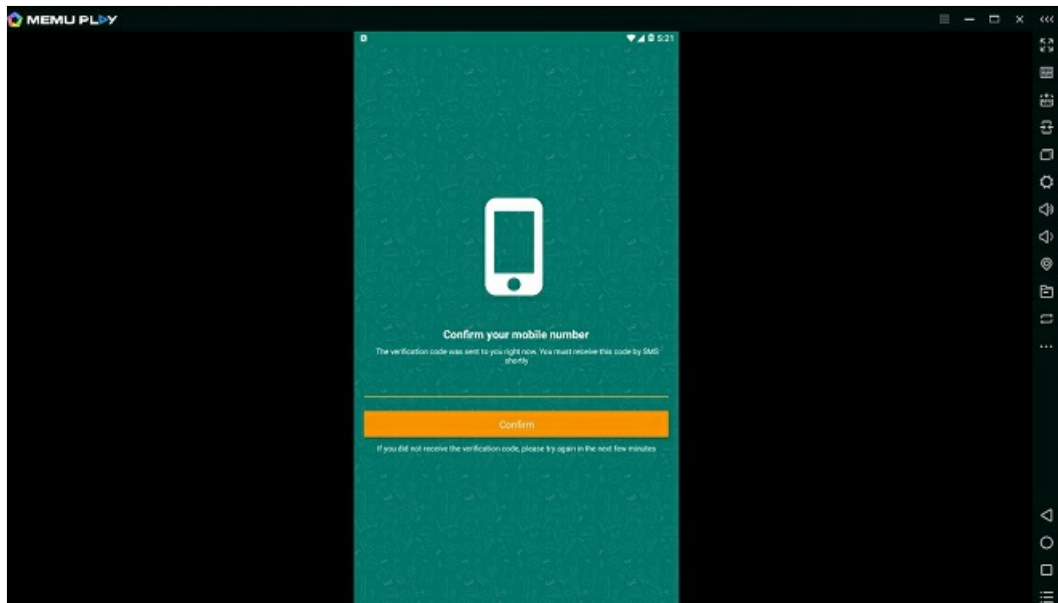 MEMU PLAY
5:21
Confirm your mobile number
The verification code was sent to you right now. You must receive this code by SMS
shortly
Confirm
If you did not receive the verification code, please try again in the next few minutes